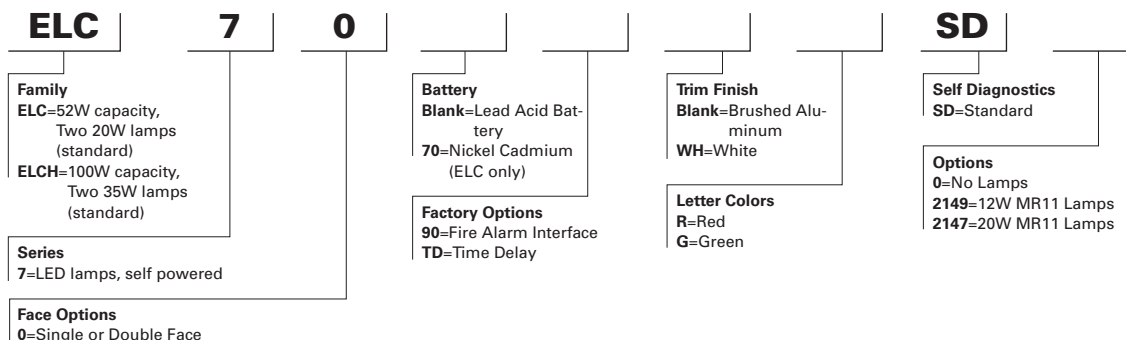 ELC 7 0 SD
Family
ELC=52W capacity,
Two 20W lamps
(standard)
ELCH=100W capacity,
Two 35W lamps
(standard)
Series
7=LED lamps, self powered
Face Options
0=Single or Double Face
Battery
Blank=Lead Acid Bat-
tery
70=Nickel Cadmium
(ELC only)
Factory Options
90=Fire Alarm Interface
TD=Time Delay
Trim Finish
Blank=Brushed Alu-
minum
WH=White
Letter Colors
R=Red
G=Green
Self Diagnostics
SD=Standard
Options
0=No Lamps
2149=12W MR11 Lamps
2147=20W MR11 Lamps